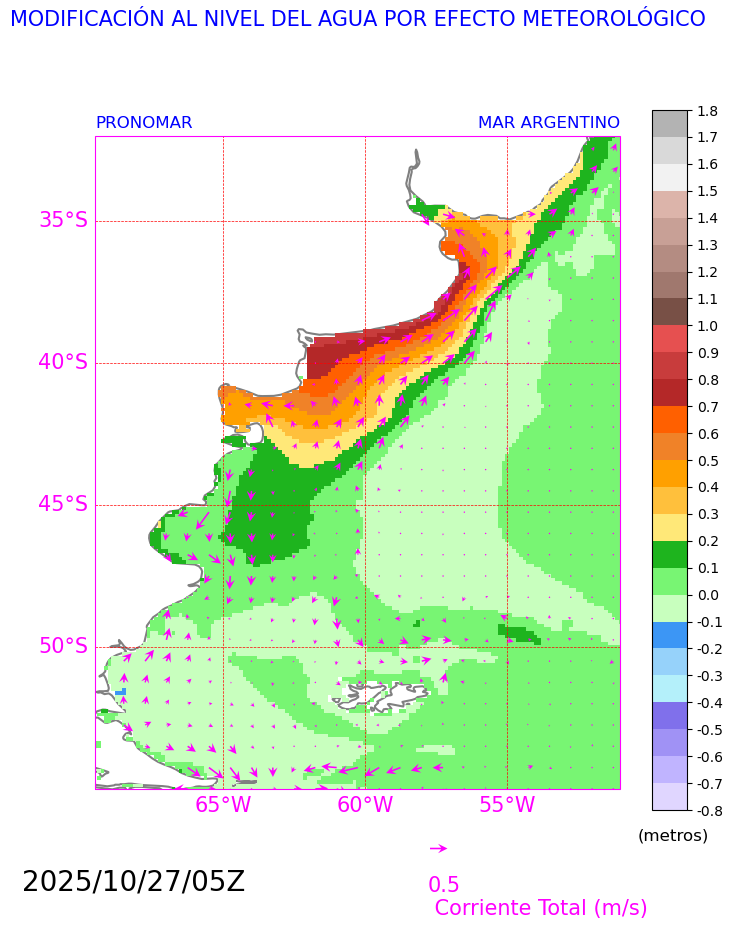 MODIFICACIÓN AL NIVEL DEL AGUA POR EFECTO METEOROLÓGICO
PRONOMAR MAR ARGENTINO
1.8
1.7
1.6
1.5
1.4
1.3
1.2
1.1
1.0
0.9
0.8
0.7
0.6
0.5
0.4
0.3
0.2
0.1
0.0
-0.1
-0.2
-0.3
-0.4
-0.5
-0.6
-0.7
-0.8
(metros)
35°S
40°S
45°S
50°S
65°W 60°W 55°W
2025/10/27/05Z
0.5
Corriente Total (m/s)